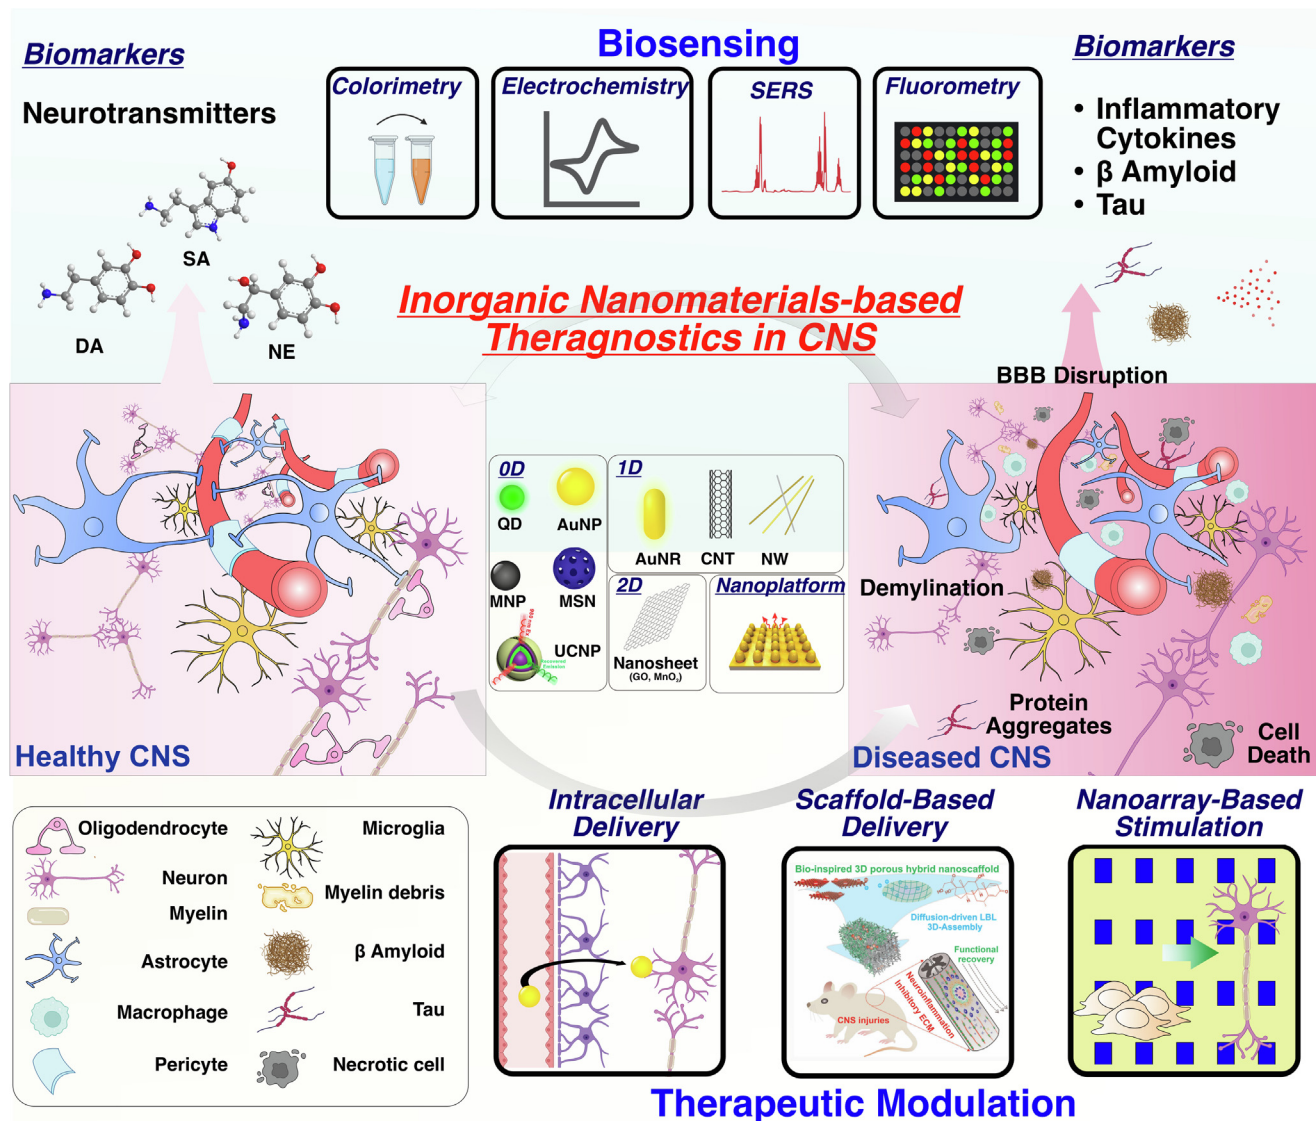 Biosensing
Biomarkers
Neurotransmitters
SA
DA
NE
Colorimetry
Electrochemistry
SERS
Fluorometry
Biomarkers
• Inflammatory
Cytokines
• β Amyloid
• Tau
Inorganic Nanomaterials-based
Theragnostics in CNS
BBB Disruption
0D
QD
AuNP
MNP
MSN
UCNP
1D
AuNR
CNT
NW
2D
Nanosheet
(GO, MnO₂)
Nanoplatform
Healthy CNS
Demylination
Protein
Aggregates
Cell
Death
Diseased CNS
Oligodendrocyte
Neuron
Myelin
Astrocyte
Macrophage
Pericyte
Microglia
Myelin debris
β Amyloid
Tau
Necrotic cell
Intracellular
Delivery
Scaffold-Based
Delivery
Bio-inspired 3D porous hybrid nanoscaffold
Diffusion-driven LBL
3D-Assembly
Functional
recovery
Neuroinflammation
Inhibitory ECM
CNS injuries
Nanoarray-Based
Stimulation
Therapeutic Modulation